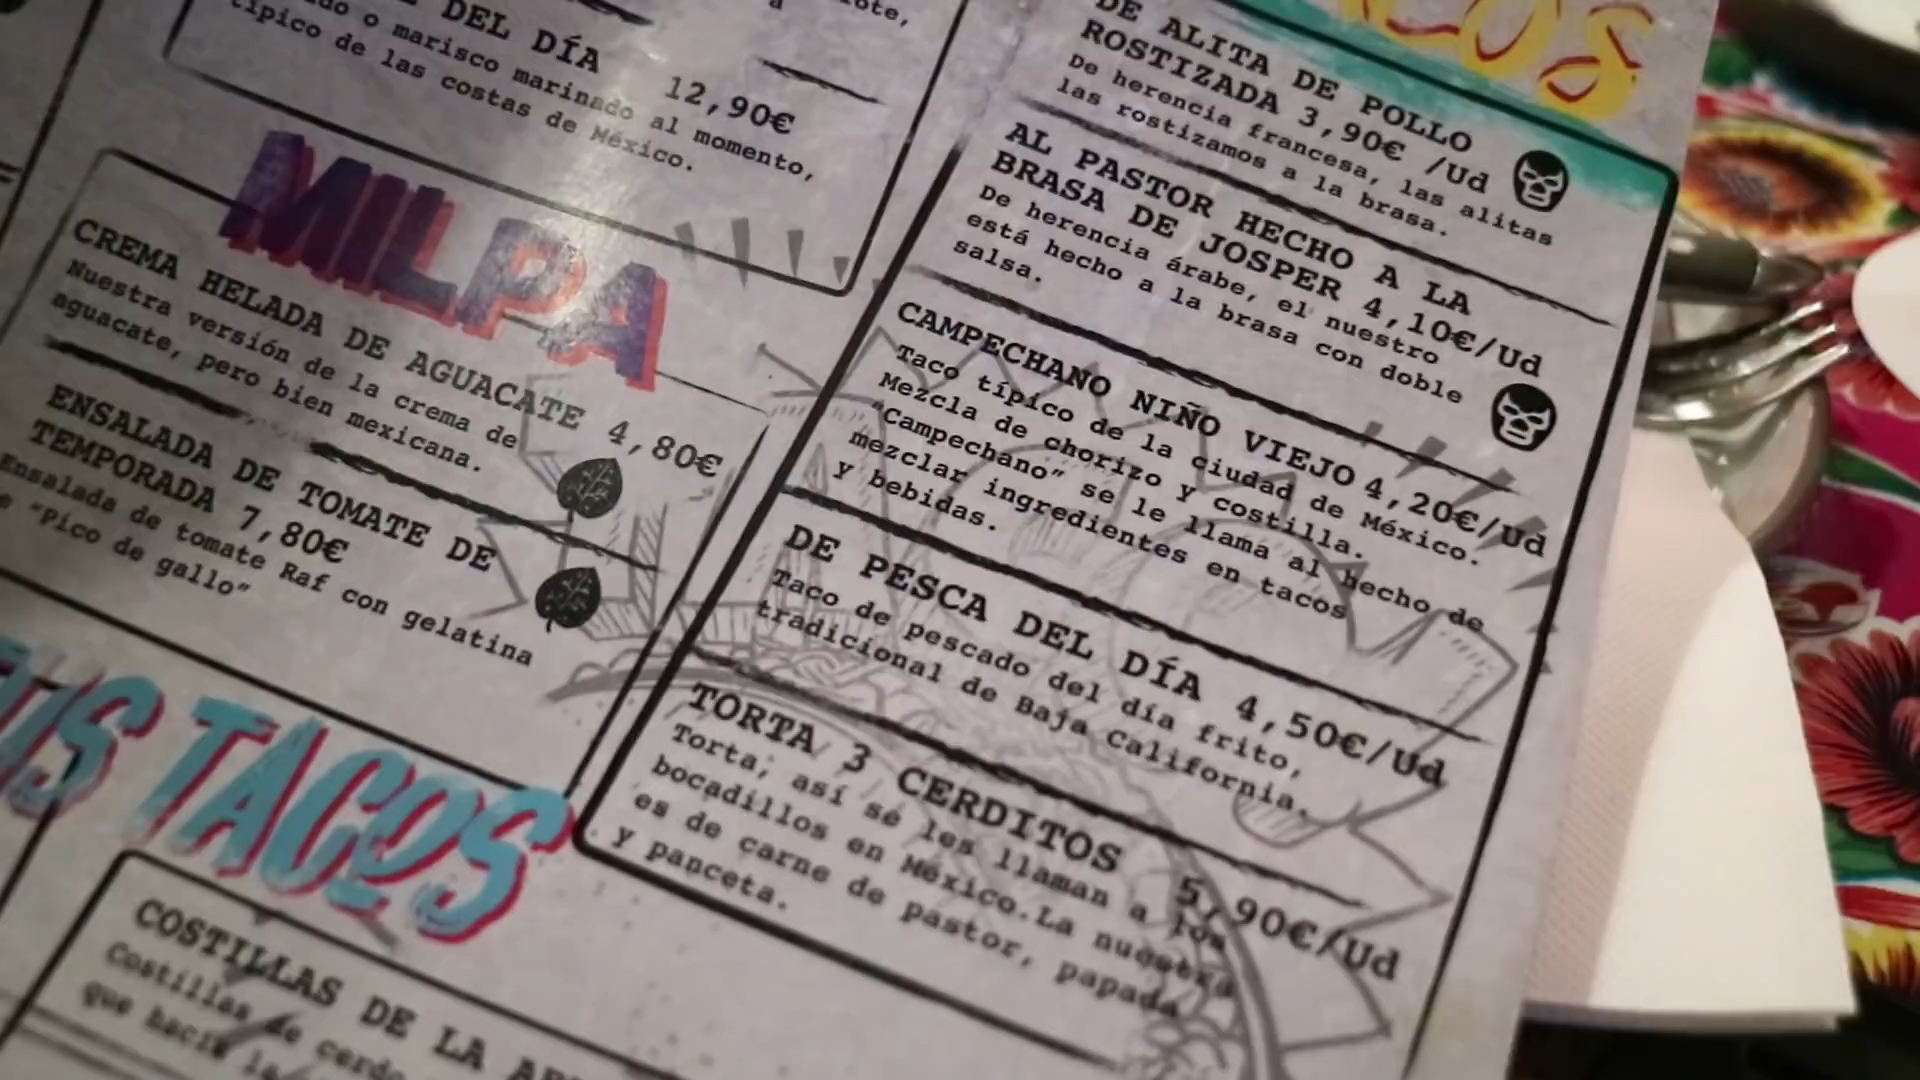 DEL DÍA 12,90€
do o marisco marinado al momento,
típico de las costas de México.
MILPA
CREMA HELADA DE AGUACATE 4,80€
Nuestra versión de la crema de
aguacate, pero bien mexicana.
ENSALADA DE TOMATE DE
TEMPORADA 7,80€
Ensalada de tomate Raf con gelatina
"Pico de gallo"
TACOS
COSTILLAS DE LA
Costillas de cerdo
que
DE ALITA DE POLLO
ROSTIZADA 3,90€ /Ud
De herencia francesa, las alitas
las rostizamos a la brasa.
AL PASTOR HECHO A LA
BRASA DE JOSPER 4,10€/Ud
De herencia árabe, el nuestro
está hecho a la brasa con doble
salsa.
CAMPECHANO NIÑO VIEJO 4,20€/Ud
Taco típico de la ciudad de México.
Mezcla de chorizo y costilla.
"Campechano" se le llama al hecho de
mezclar ingredientes en tacos
y bebidas.
DE PESCA DEL DÍA 4,50€/Ud
Taco de pescado del día frito,
tradicional de Baja California.
TORTA 3 CERDITOS 5,90€/Ud
Torta; así sé les llaman a los
bocadillos en México.La nuestra
es de carne de pastor, papada
y panceta.